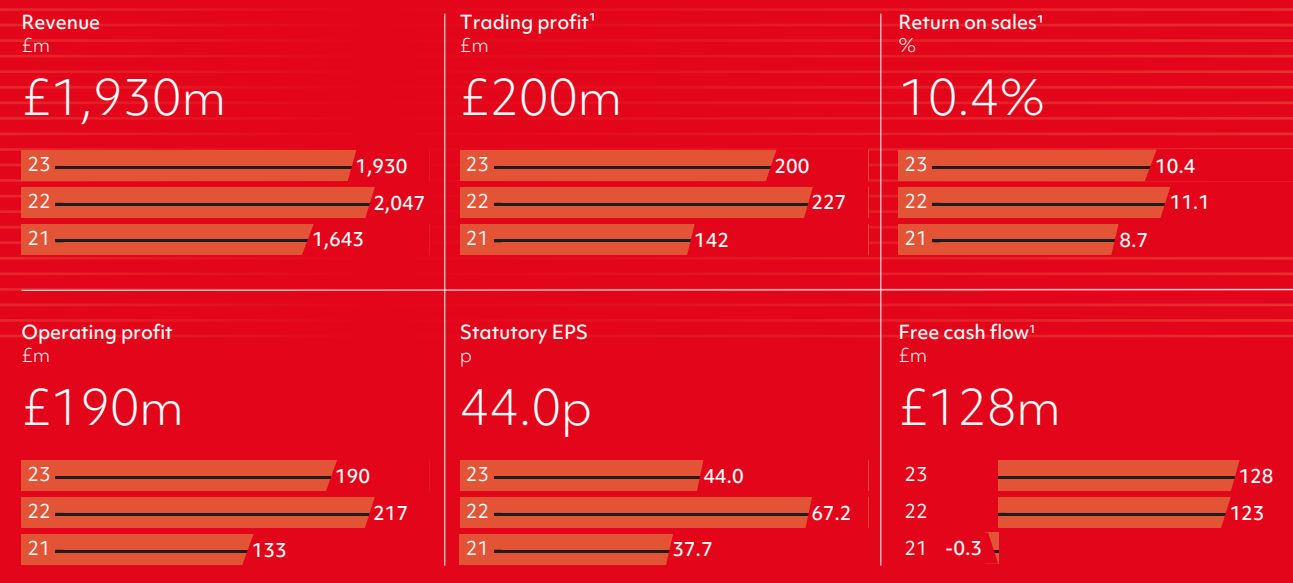 Revenue
£m
£1,930m
23 1,930
22 2,047
21 1,643
Trading profit¹
£m
£200m
23 200
22 227
21 142
Return on sales¹
%
10.4%
23 10.4
22 11.1
21 8.7
Operating profit
£m
£190m
23 190
22 217
21 133
Statutory EPS
p
44.0p
23 44.0
22 67.2
21 37.7
Free cash flow¹
£m
£128m
23 128
22 123
21 -0.3